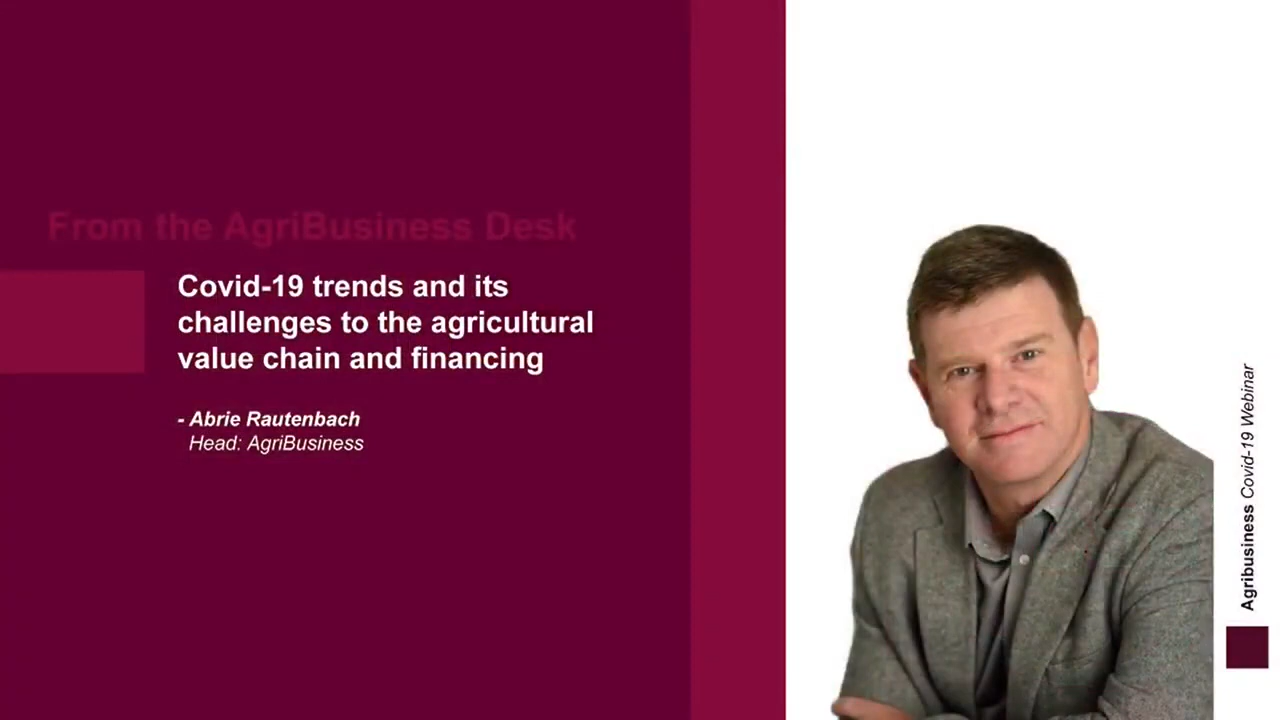 From the AgriBusiness Desk
Covid-19 trends and its
challenges to the agricultural
value chain and financing
- Abrie Rautenbach
Head: AgriBusiness
Agribusiness Covid-19 Webinar